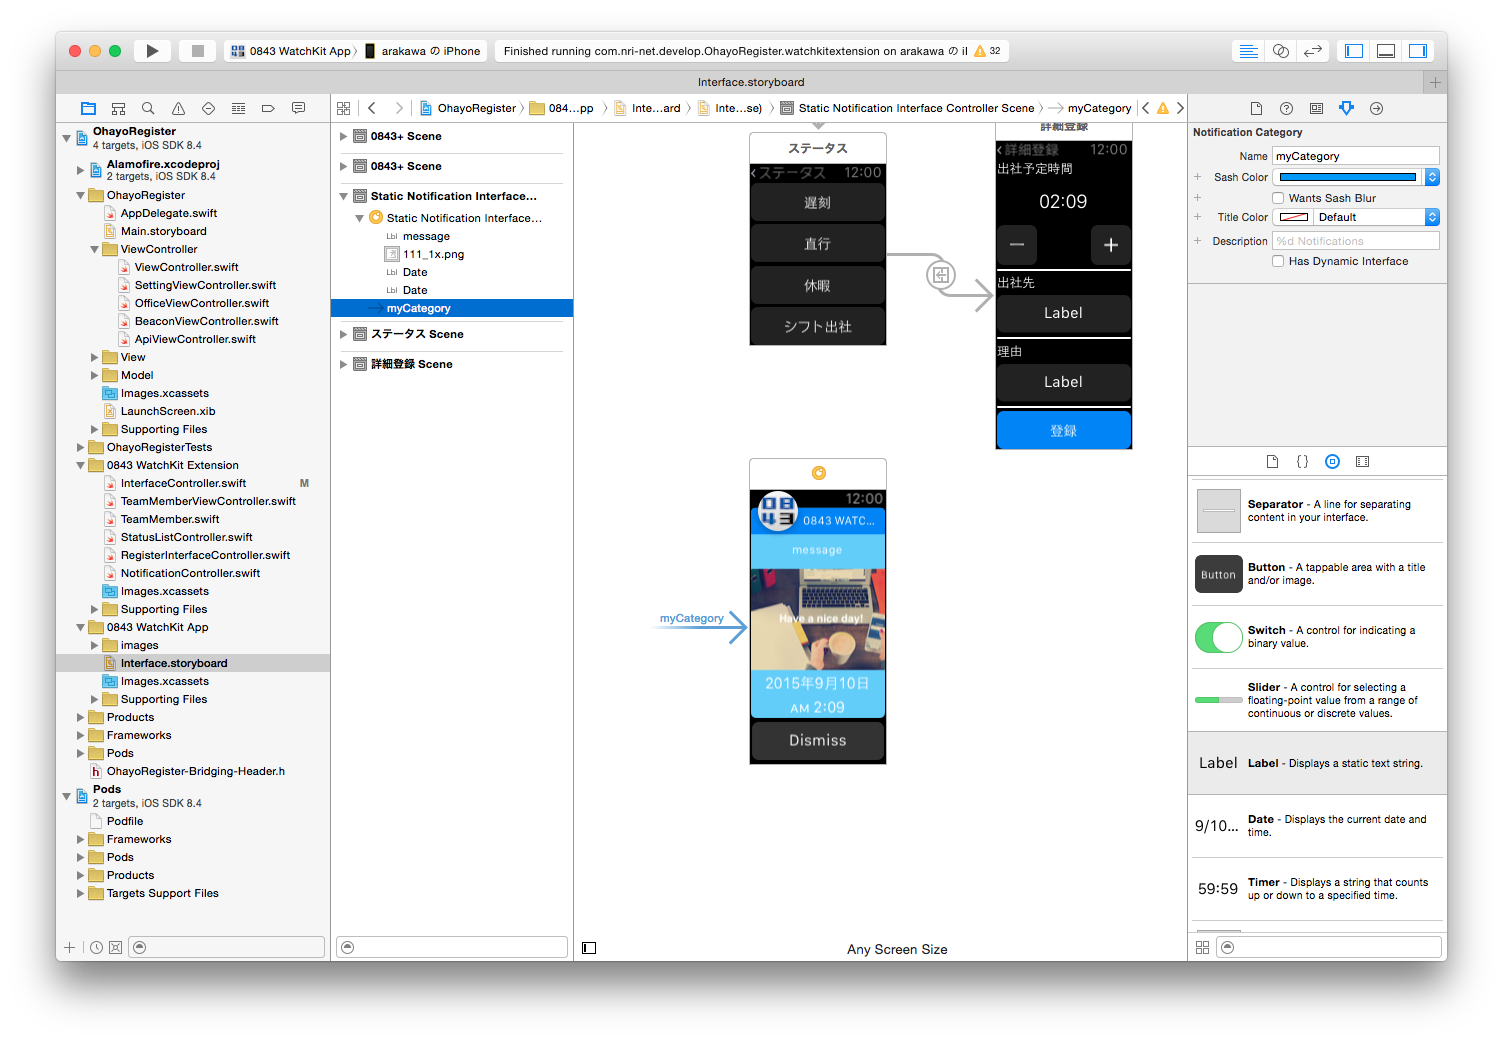 0843 WatchKit App
arakawa の iPhone
Finished running com.nri-net.develop.OhayoRegister.watchkitextension on arakawa の iI
32
Interface.storyboard
OhayoRegister
4 targets, iOS SDK 8.4
Alamofire.xcodeproj
2 targets, iOS SDK 8.4
OhayoRegister
AppDelegate.swift
Main.storyboard
ViewController
ViewController.swift
SettingViewController.swift
OfficeViewController.swift
BeaconViewController.swift
ApiViewController.swift
View
Model
Images.xcassets
LaunchScreen.xib
Supporting Files
OhayoRegisterTests
0843 WatchKit Extension
InterfaceController.swift
M
TeamMemberViewController.swift
TeamMember.swift
StatusListController.swift
RegisterInterfaceController.swift
NotificationController.swift
Images.xcassets
Supporting Files
0843 WatchKit App
images
Interface.storyboard
Images.xcassets
Supporting Files
Products
Frameworks
Pods
OhayoRegister-Bridging-Header.h
Pods
2 targets, iOS SDK 8.4
Podfile
Frameworks
Pods
Products
Targets Support Files
OhayoRegister
084...pp
Inte...ard
Inte...se)
Static Notification Interface Controller Scene
myCategory
0843+ Scene
0843+ Scene
Static Notification Interface...
Static Notification Interface...
Lbl message
111_1x.png
Lbl Date
Lbl Date
myCategory
ステータス Scene
詳細登録 Scene
ステータス
ステータス 12:00
遅刻
直行
休暇
シフト出社
詳細登録
詳細登録 12:00
出社予定時間
02:09
出社先
Label
理由
Label
登録
myCategory
12:00
0843
0843 WATC...
message
Have a nice day!
2015年9月10日
AM 2:09
Dismiss
Any Screen Size
Notification Category
Name myCategory
Sash Color
Wants Sash Blur
Title Color Default
Description %d Notifications
Has Dynamic Interface
Separator - A line for separating
content in your interface.
Button
Button - A tappable area with a title
and/or image.
Switch - A control for indicating a
binary value.
Slider - A control for selecting a
floating-point value from a range of
continuous or discrete values.
Label
Label - Displays a static text string.
9/10...
Date - Displays the current date and
time.
59:59
Timer - Displays a string that counts
up or down to a specified time.